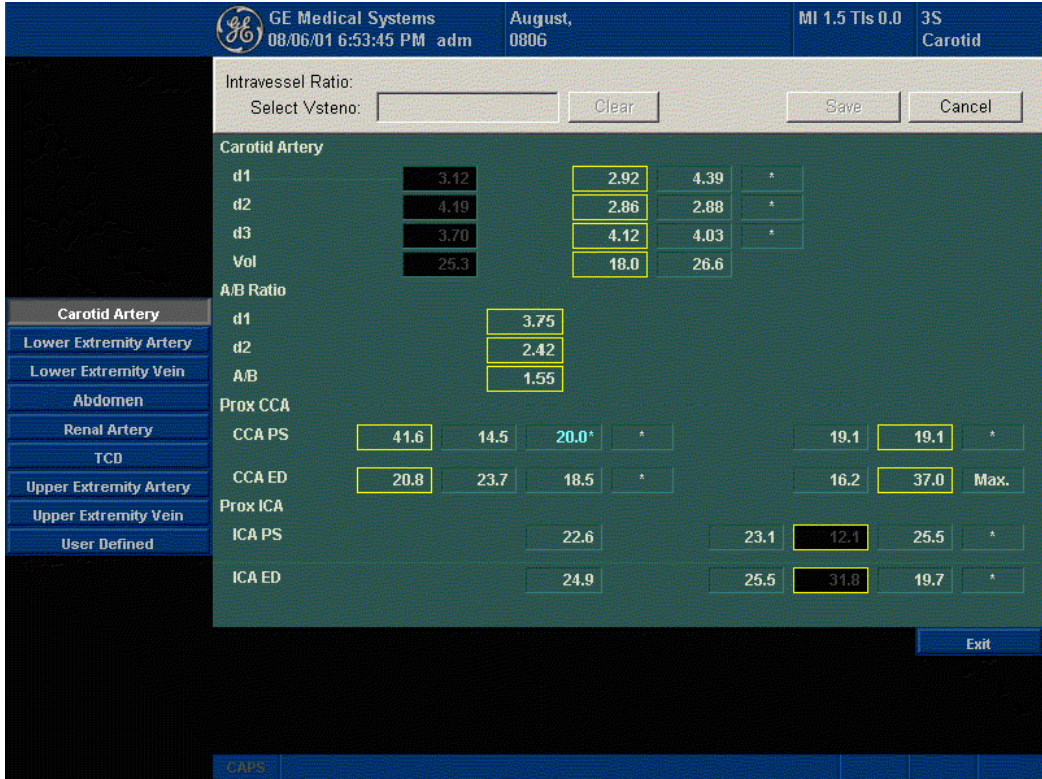 GE Medical Systems
08/06/01 6:53:45 PM adm
August,
0806
MI 1.5 TIs 0.0
3S
Carotid
Intravessel Ratio:
Select Vsteno: Clear Save Cancel
Carotid Artery
d1 3.12 2.92 4.39 *
d2 4.19 2.86 2.88 *
d3 3.70 4.12 4.03 *
Vol 25.3 18.0 26.6
A/B Ratio
d1 3.75
d2 2.42
A/B 1.55
Prox CCA
CCA PS 41.6 14.5 20.0* * 19.1 19.1 *
CCA ED 20.8 23.7 18.5 * 16.2 37.0 Max.
Prox ICA
ICA PS 22.6 23.1 12.1 25.5 *
ICA ED 24.9 25.5 31.8 19.7 *
Carotid Artery
Lower Extremity Artery
Lower Extremity Vein
Abdomen
Renal Artery
TCD
Upper Extremity Artery
Upper Extremity Vein
User Defined
Exit
CAPS